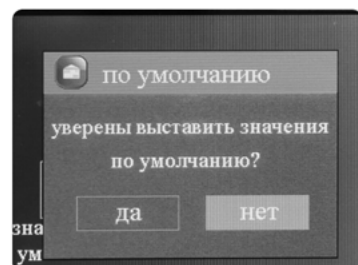 по умолчанию
уверены выставить значения
по умолчанию?
да
нет
зна
ум